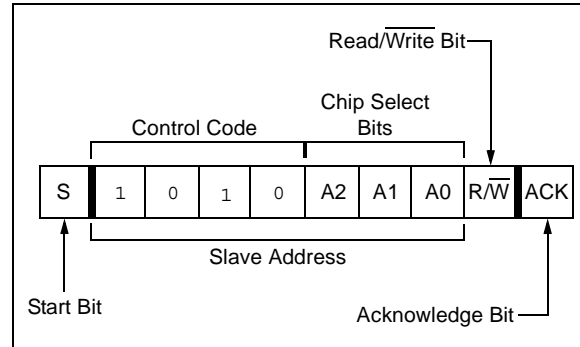 Read/Write Bit
Chip Select
Control Code Bits
S 1 0 1 0 A2 A1 A0 R/W ACK
Slave Address
Start Bit
Acknowledge Bit